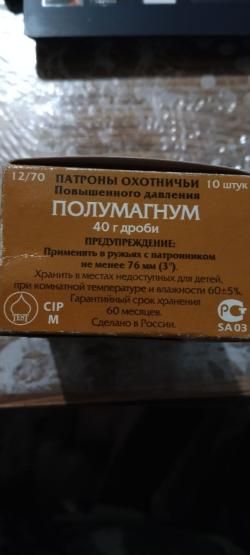 12/70 ПАТРОНЫ ОХОТНИЧЬИ 10 штук
Повышенного давления
ПОЛУМАГНУМ
40 г дроби
ПРЕДУПРЕЖДЕНИЕ:
Применять в ружьях с патронником
не менее 76 мм (3").
Хранить в местах недоступных для детей,
при комнатной температуре и влажности 60±5%.
Гарантийный срок хранения
60 месяцев.
Сделано в России.
TEST
CIP
M
РСТ
SA 03